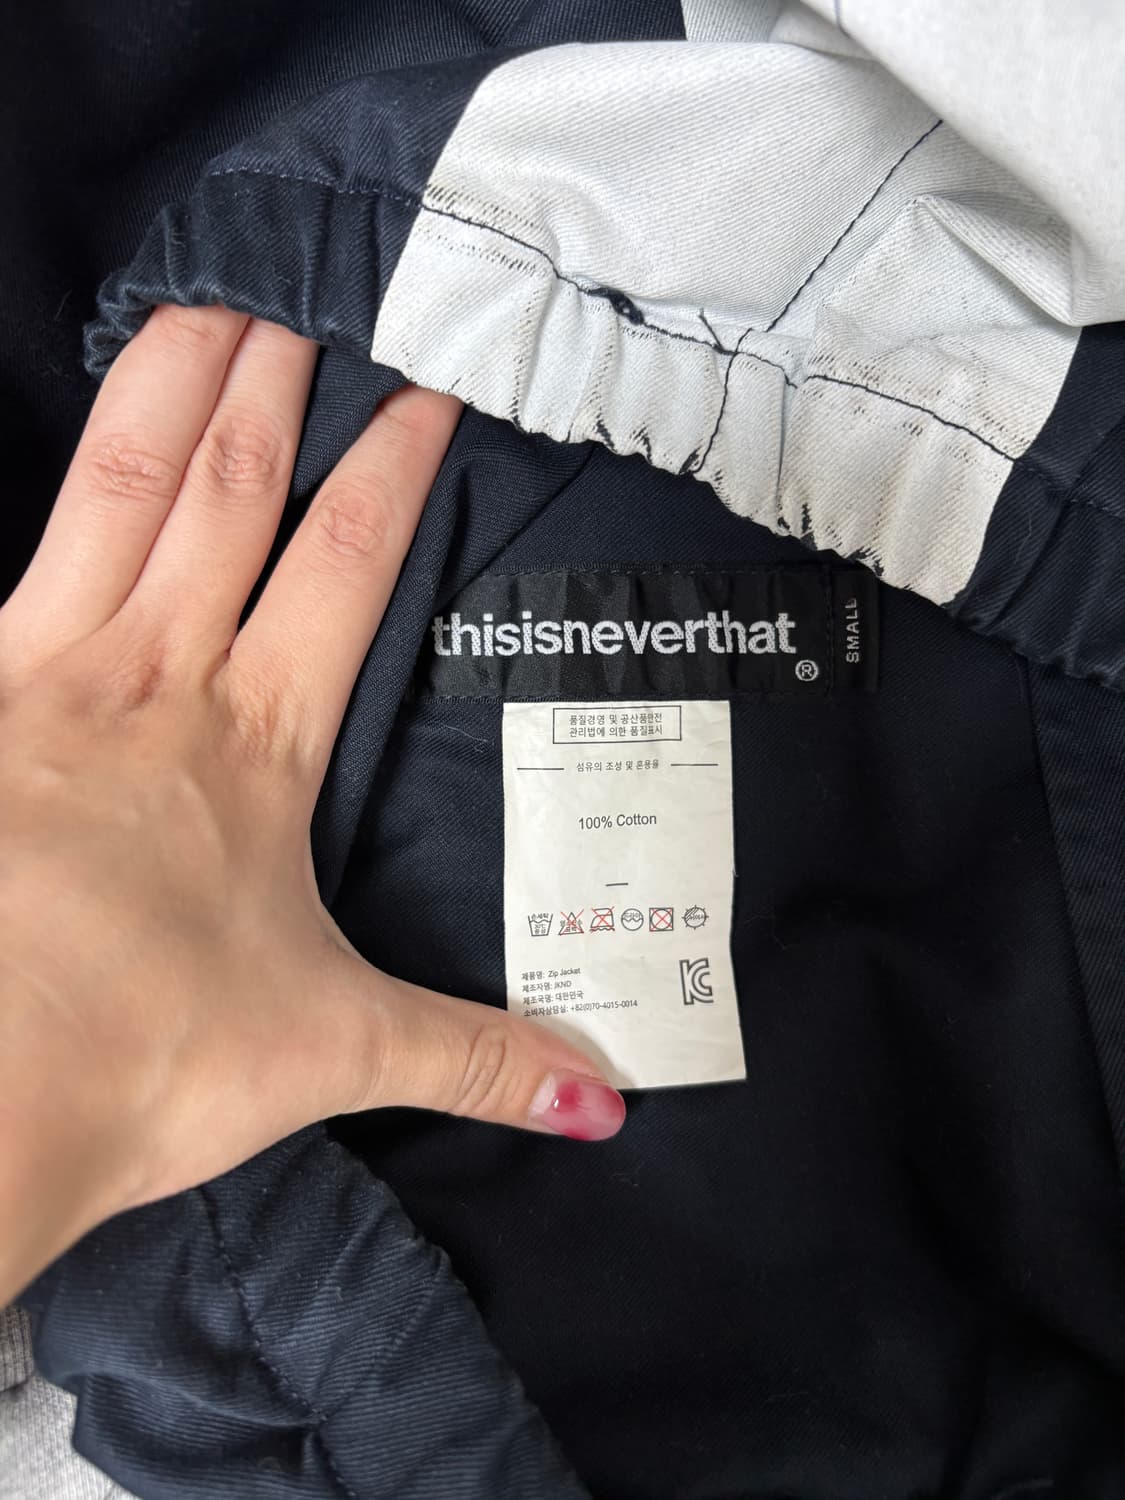 thisisneverthat
®
SMALL
품질경영 및 공산품안전
관리법에 의한 품질표시
섬유의 조성 및 혼용율
100% Cotton
제품명: Zip Jacket
제조자명: JKND
제조국명: 대한민국
소비자상담실: +82(0)70-4015-0014